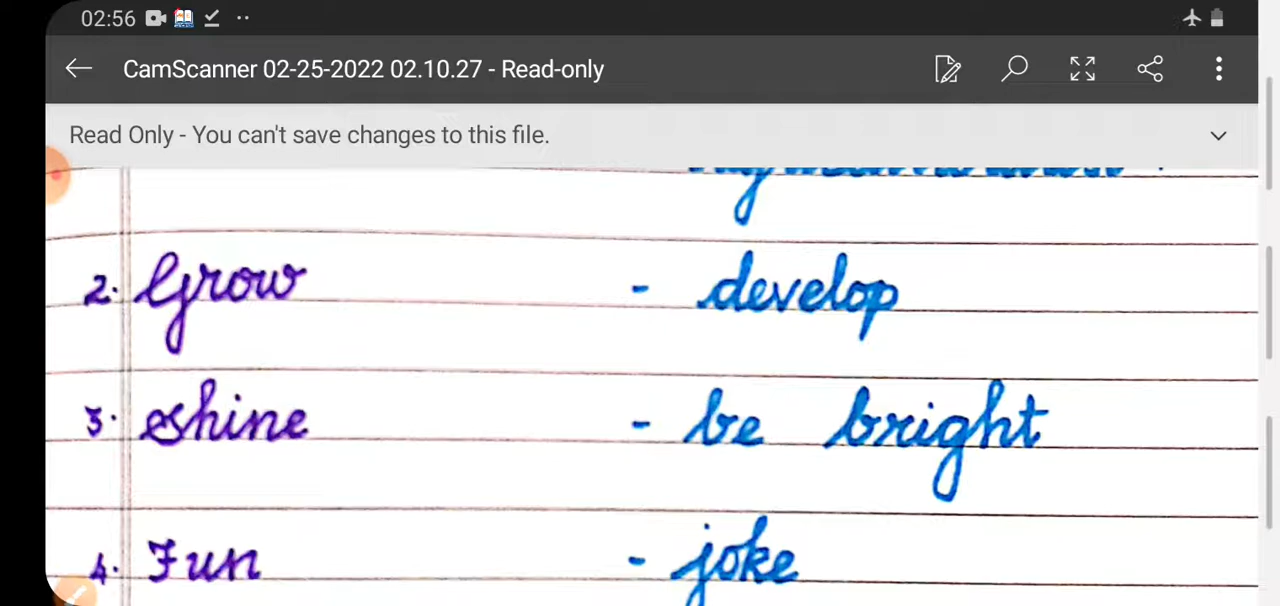 02:56
CamScanner 02-25-2022 02.10.27 - Read-only
Read Only - You can't save changes to this file.
2. Grow - develop
3. Shine - be bright
4. Fun - joke